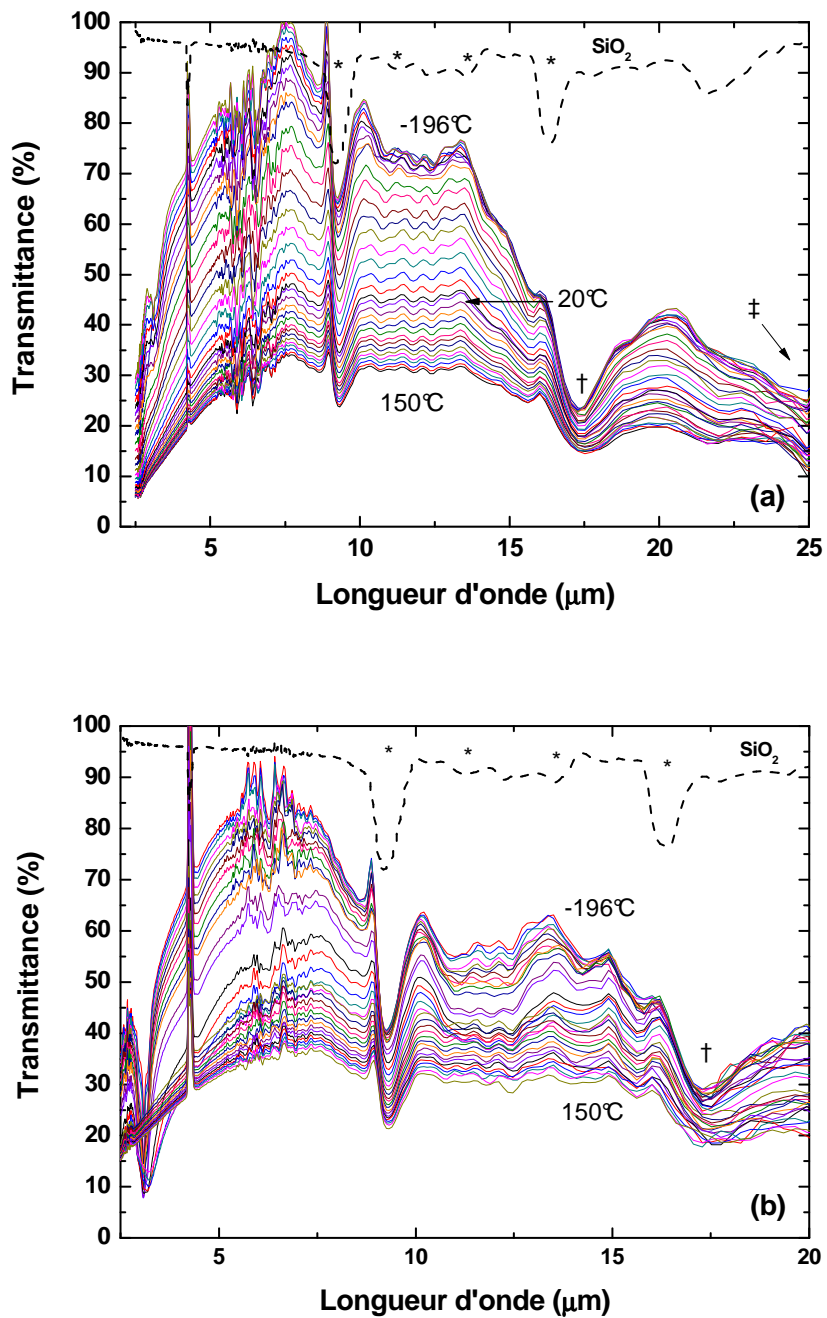 100
90
80
70
60
50
40
30
20
10
0
Transmittance (%)
SiO2
* * * *
-196°C
20°C
150°C
†
‡
(a)
5 10 15 20 25
Longueur d'onde (μm)
100
90
80
70
60
50
40
30
20
10
0
Transmittance (%)
SiO2
* * * *
-196°C
150°C
†
(b)
5 10 15 20
Longueur d'onde (μm)